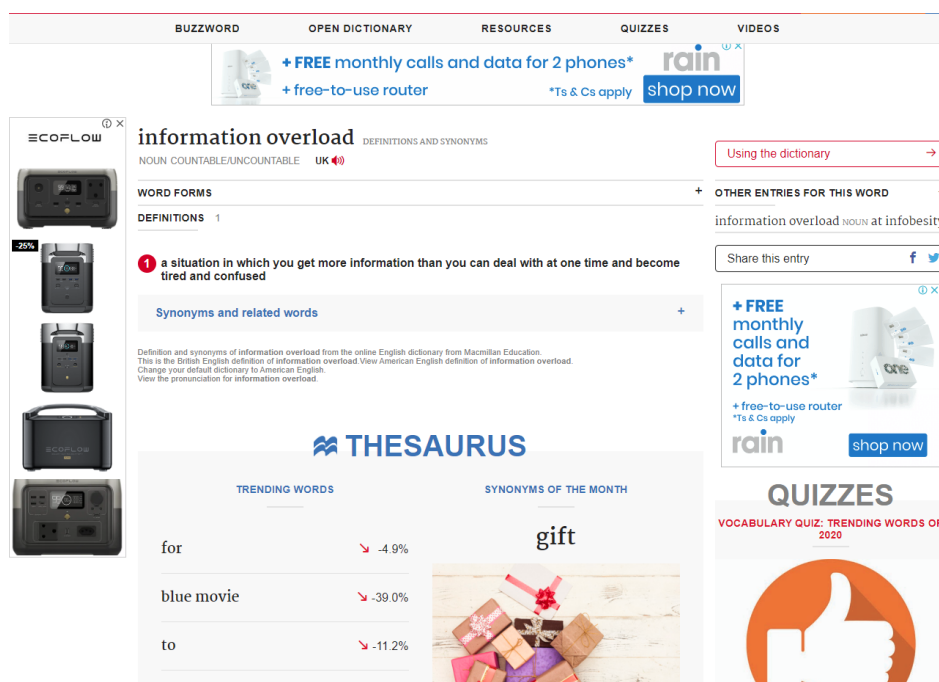 BUZZWORD OPEN DICTIONARY RESOURCES QUIZZES VIDEOS
+ FREE monthly calls and data for 2 phones*
+ free-to-use router
*Ts & Cs apply
rain
shop now
one
ECOFLOW
-25%
ECOFLOW
information overload DEFINITIONS AND SYNONYMS
NOUN COUNTABLE/UNCOUNTABLE UK
WORD FORMS +
DEFINITIONS 1
1 a situation in which you get more information than you can deal with at one time and become
tired and confused
Synonyms and related words +
Definition and synonyms of information overload from the online English dictionary from Macmillan Education.
This is the British English definition of information overload.View American English definition of information overload.
Change your default dictionary to American English.
View the pronunciation for information overload.
THESAURUS
TRENDING WORDS
for -4.9%
blue movie -39.0%
to -11.2%
SYNONYMS OF THE MONTH
gift
Using the dictionary →
OTHER ENTRIES FOR THIS WORD
information overload NOUN at infobesity
Share this entry
+ FREE
monthly
calls and
data for
2 phones*
+ free-to-use router
*Ts & Cs apply
one
rain
shop now
QUIZZES
VOCABULARY QUIZ: TRENDING WORDS OF
2020